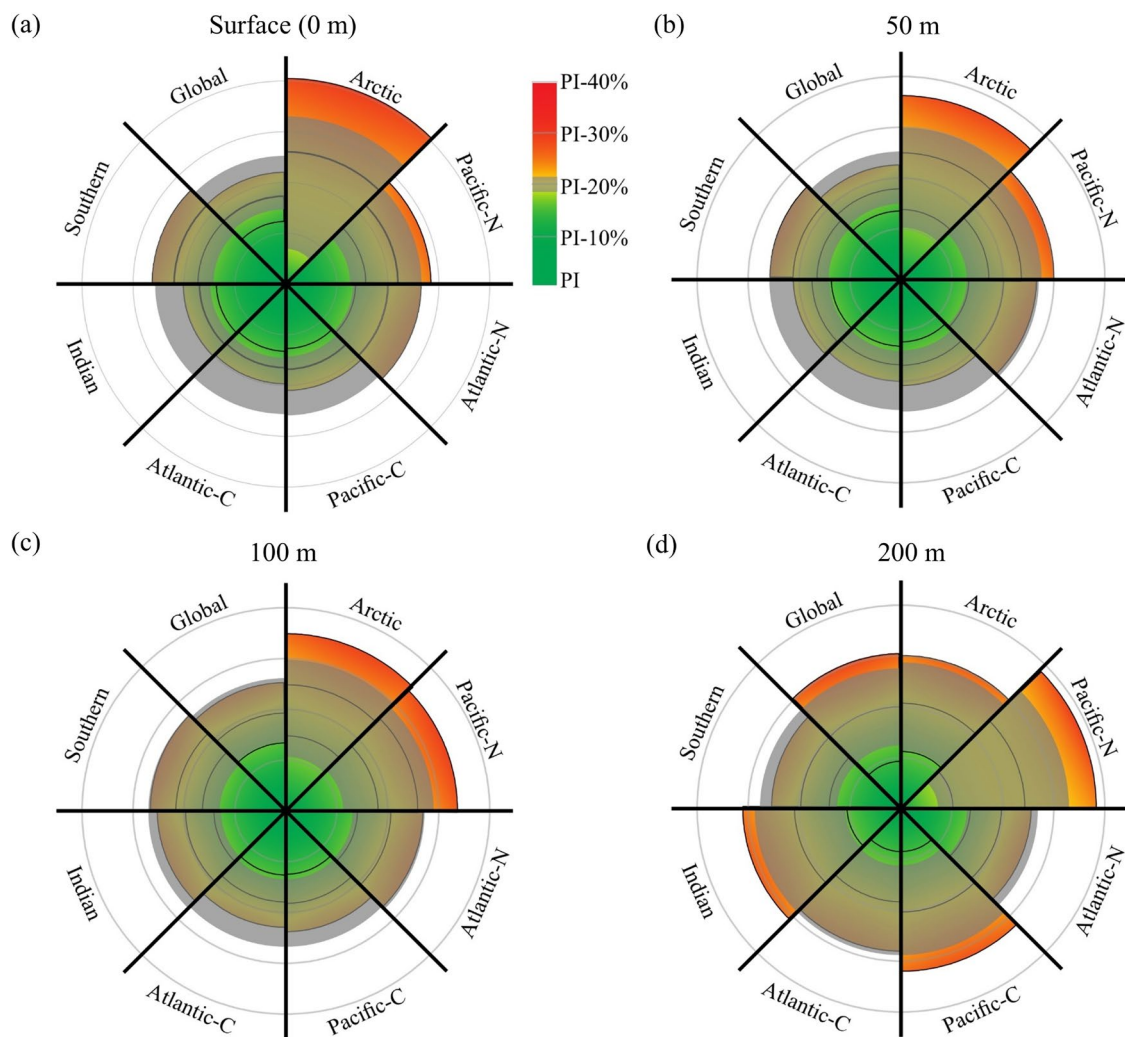 (a)
Surface (0 m)
Global
Arctic
Southern
Pacific-N
Indian
Atlantic-N
Atlantic-C
Pacific-C
PI-40%
PI-30%
PI-20%
PI-10%
PI
(b)
50 m
Global
Arctic
Southern
Pacific-N
Indian
Atlantic-N
Atlantic-C
Pacific-C
(c)
100 m
Global
Arctic
Southern
Pacific-N
Indian
Atlantic-N
Atlantic-C
Pacific-C
(d)
200 m
Global
Arctic
Southern
Pacific-N
Indian
Atlantic-N
Atlantic-C
Pacific-C